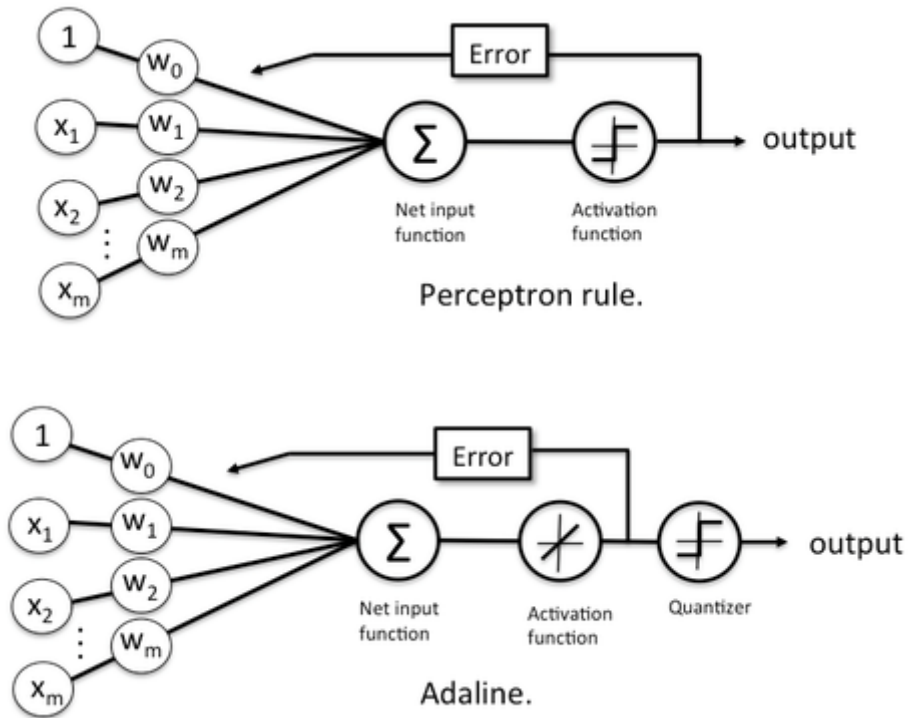 1
w₀
Error
x₁
w₁
Σ
output
x₂
w₂
Net input
function
Activation
function
⋮
wₘ
xₘ
Perceptron rule.
1
w₀
Error
x₁
w₁
Σ
output
x₂
w₂
Net input
function
Activation
function
Quantizer
⋮
wₘ
xₘ
Adaline.